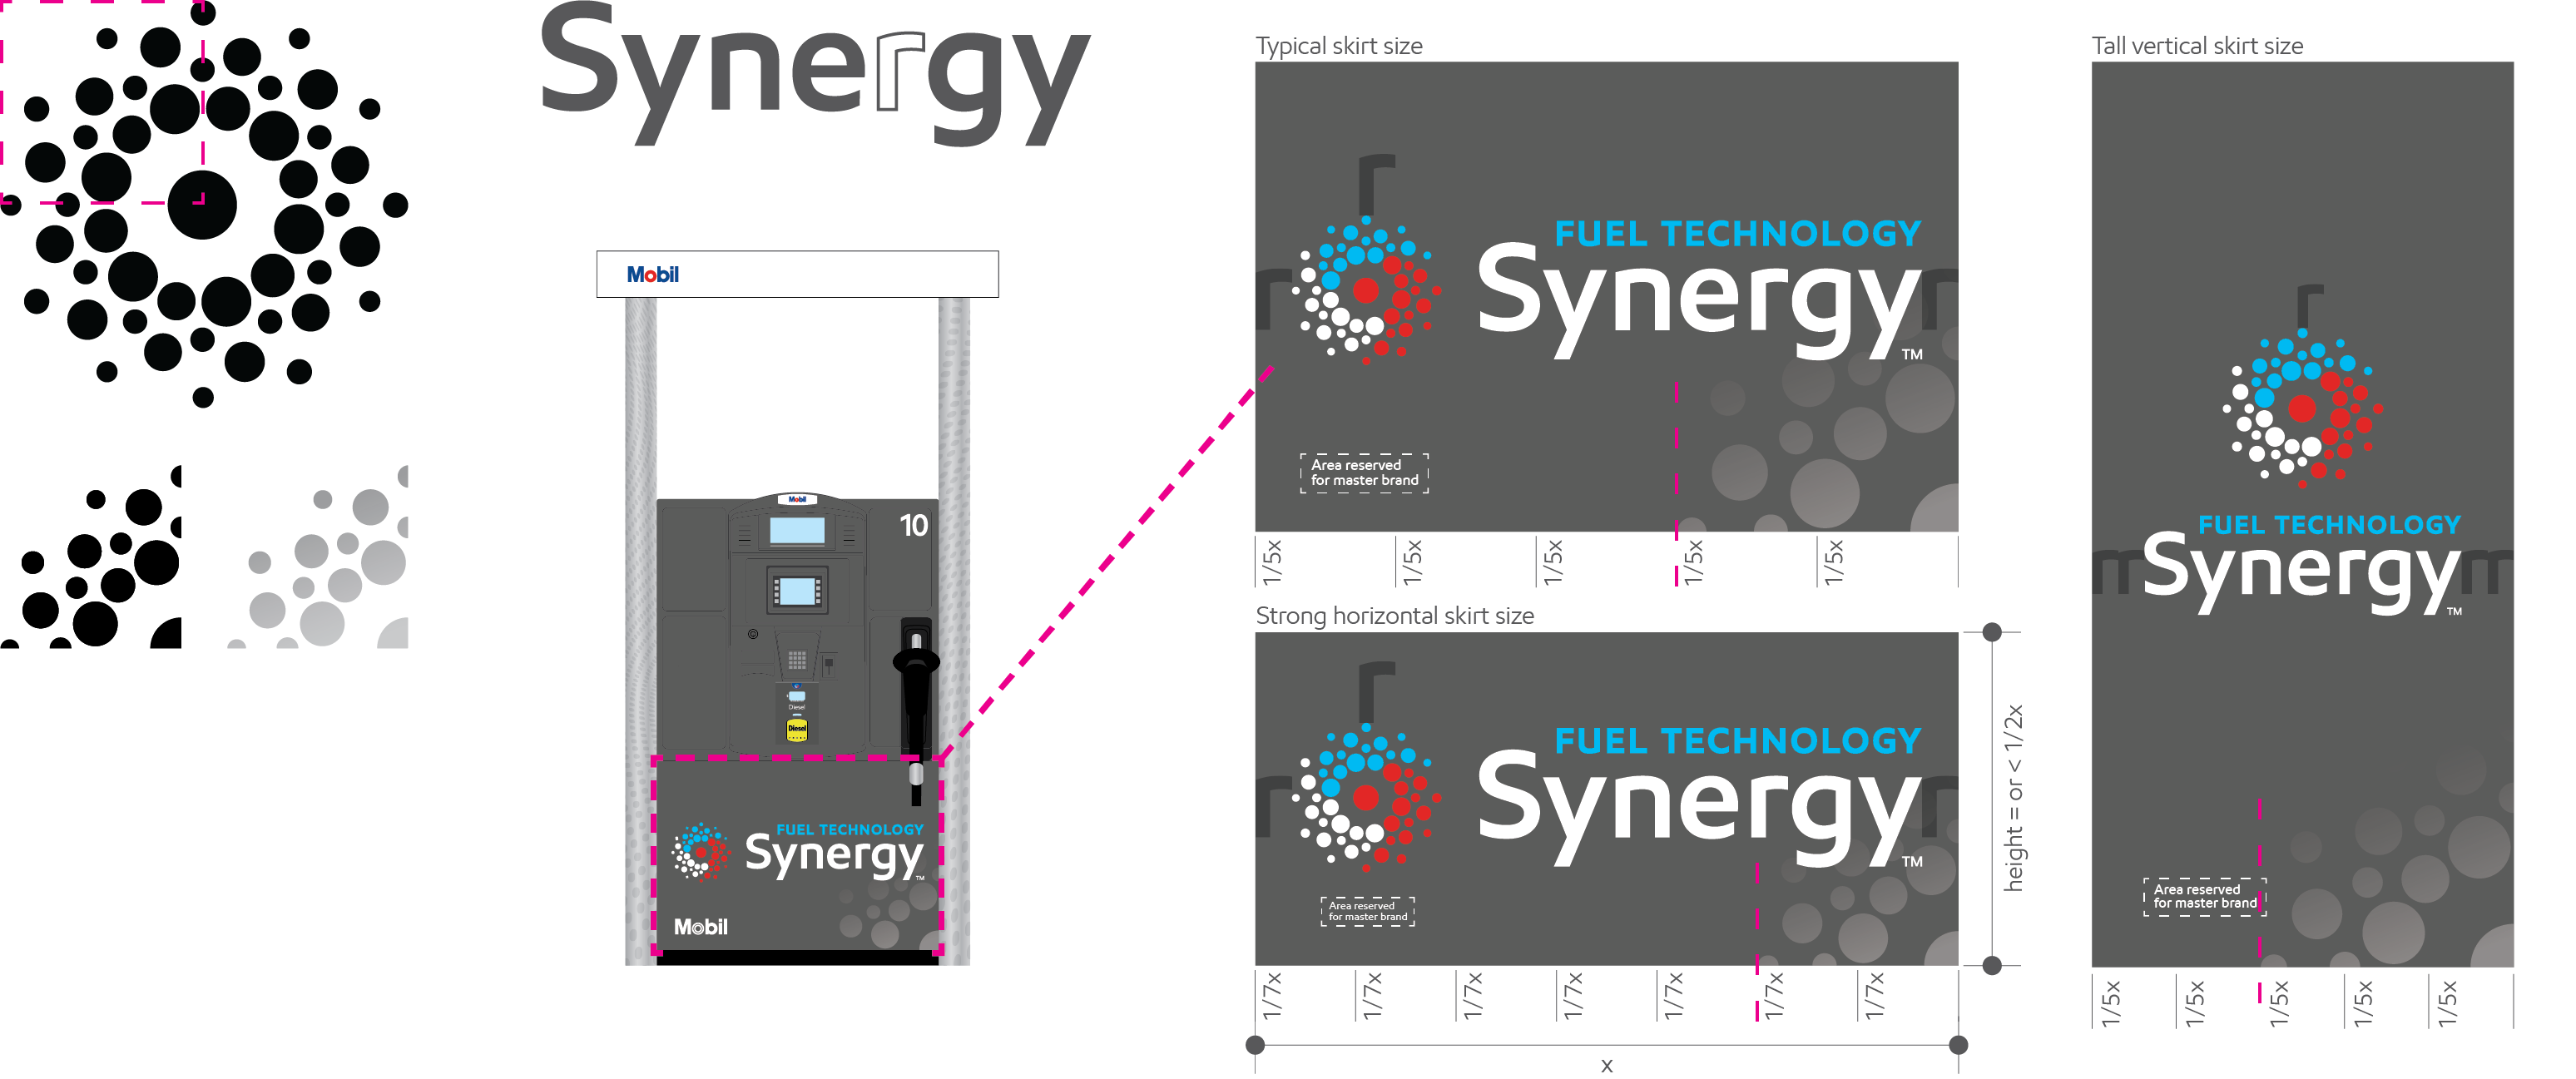 Synergy
Mobil
Mobil
10
Diesel
Diesel
FUEL TECHNOLOGY
Synergy
TM
Mobil
Typical skirt size
r
FUEL TECHNOLOGY
r Synergy r
TM
Area reserved
for master brand
1/5x 1/5x 1/5x 1/5x 1/5x
Strong horizontal skirt size
r
FUEL TECHNOLOGY
r Synergy r
TM
Area reserved
for master brand
height = or < 1/2x
1/7x 1/7x 1/7x 1/7x 1/7x 1/7x 1/7x
x
Tall vertical skirt size
r
FUEL TECHNOLOGY
m Synergy m
TM
Area reserved
for master brand
1/5x 1/5x 1/5x 1/5x 1/5x